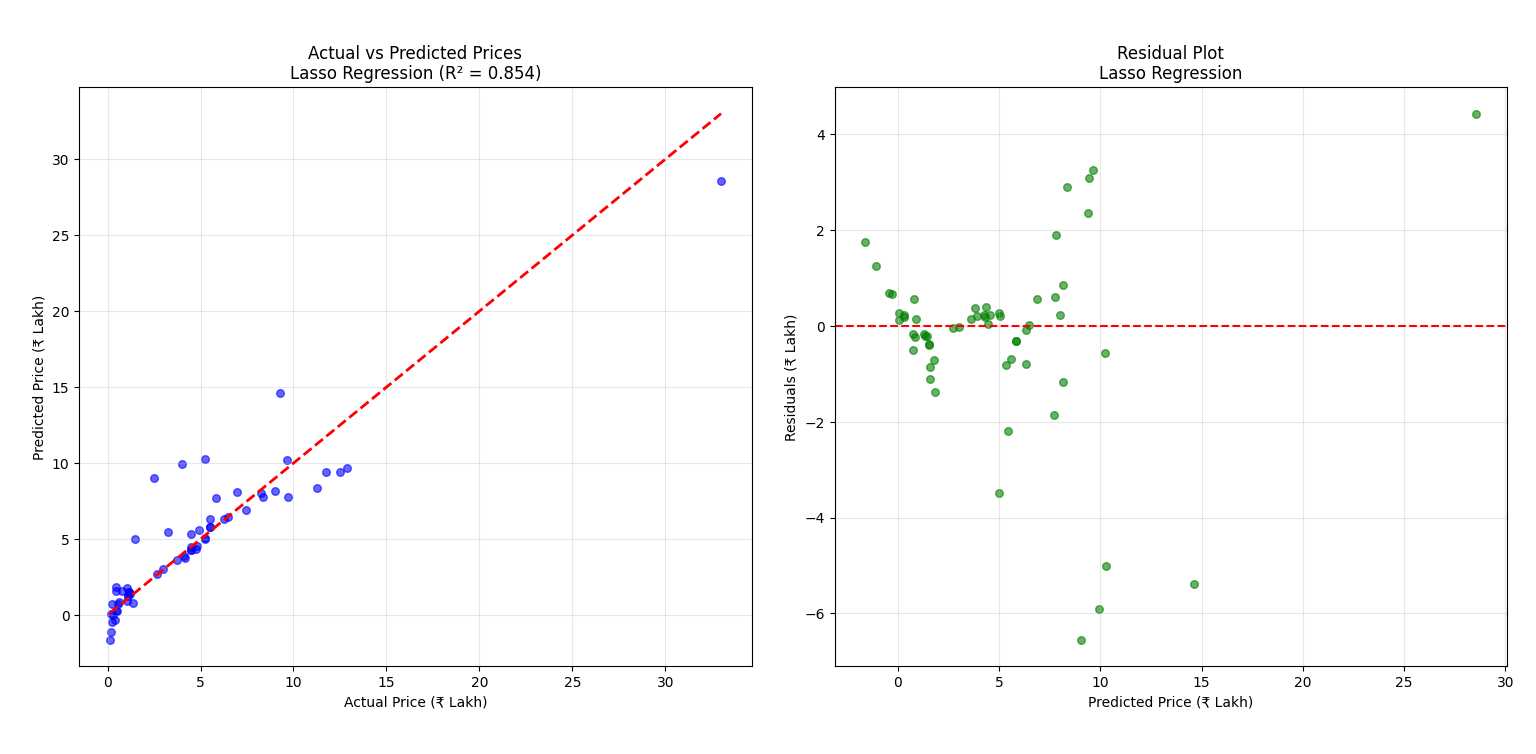 Actual vs Predicted Prices
Lasso Regression (R² = 0.854)
30
25
20
15
10
5
0
Predicted Price (₹ Lakh)
0 5 10 15 20 25 30
Actual Price (₹ Lakh)
Residual Plot
Lasso Regression
4
2
0
−2
−4
−6
Residuals (₹ Lakh)
0 5 10 15 20 25 30
Predicted Price (₹ Lakh)